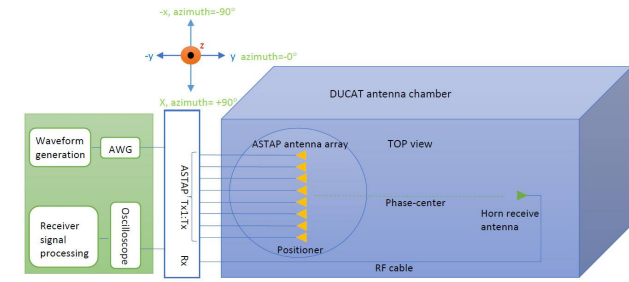 -x, azimuth=-90°
z
-y
y azimuth=-0°
X, azimuth= +90°
DUCAT antenna chamber
Waveform
generation
AWG
ASTAP Tx1:Tx
ASTAP antenna array
TOP view
Phase-center
Horn receive
antenna
Receiver
signal
processing
Oscilloscope
Rx
Positioner
RF cable